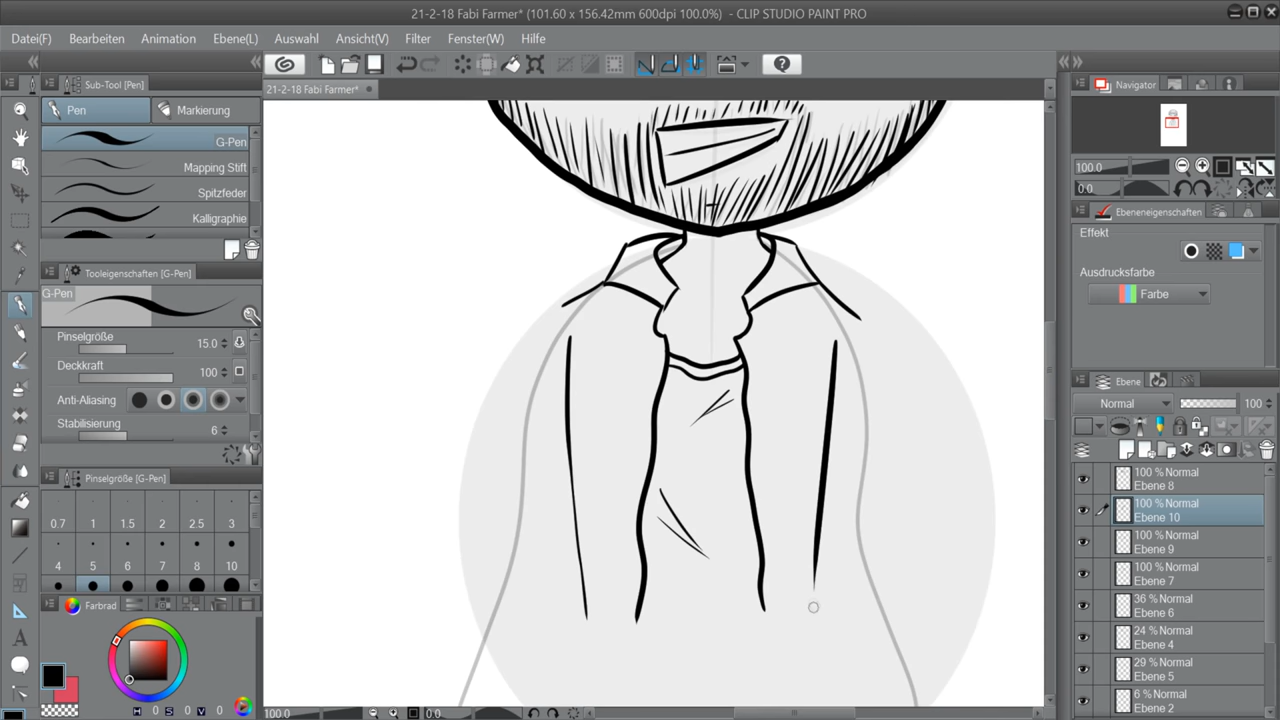 21-2-18 Fabi Farmer* (101.60 x 156.42mm 600dpi 100.0%)  - CLIP STUDIO PAINT PRO
Datei(F) Bearbeiten Animation Ebene(L) Auswahl Ansicht(V) Filter Fenster(W) Hilfe
Sub-Tool [Pen]
Pen Markierung
G-Pen
Mapping Stift
Spitzfeder
Kalligraphie
Tooleigenschaften [G-Pen]
G-Pen
Pinselgröße 15.0
Deckkraft 100
Anti-Aliasing
Stabilisierung 6
Pinselgröße [G-Pen]
0.7 1 1.5 2 2.5 3
4 5 6 7 8 10
Farbrad
H 0 S 0 V 0
21-2-18 Fabi Farmer*
100.0 0.0
Navigator
100.0
0.0
Ebeneneigenschaften
Effekt
Ausdrucksfarbe
Farbe
Ebene
Normal 100
100 % Normal
Ebene 8
100 % Normal
Ebene 10
100 % Normal
Ebene 9
100 % Normal
Ebene 7
36 % Normal
Ebene 6
24 % Normal
Ebene 4
29 % Normal
Ebene 5
6 % Normal
Ebene 2